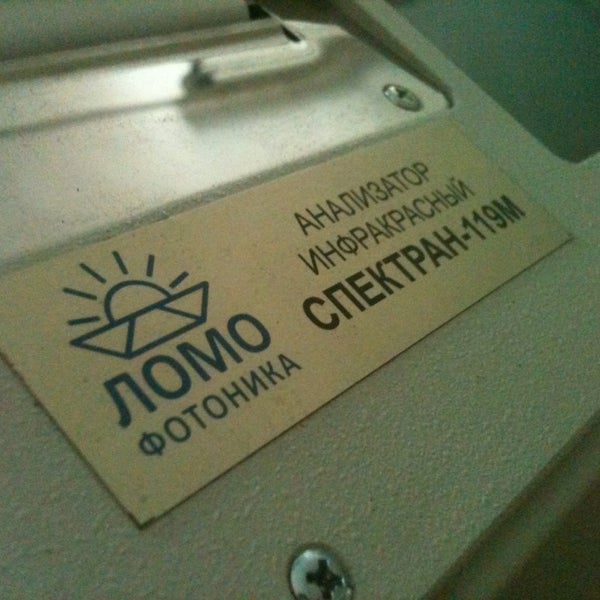 ЛОМО
ФОТОНИКА
АНАЛИЗАТОР
ИНФРАКРАСНЫЙ
СПЕКТРАН-119М